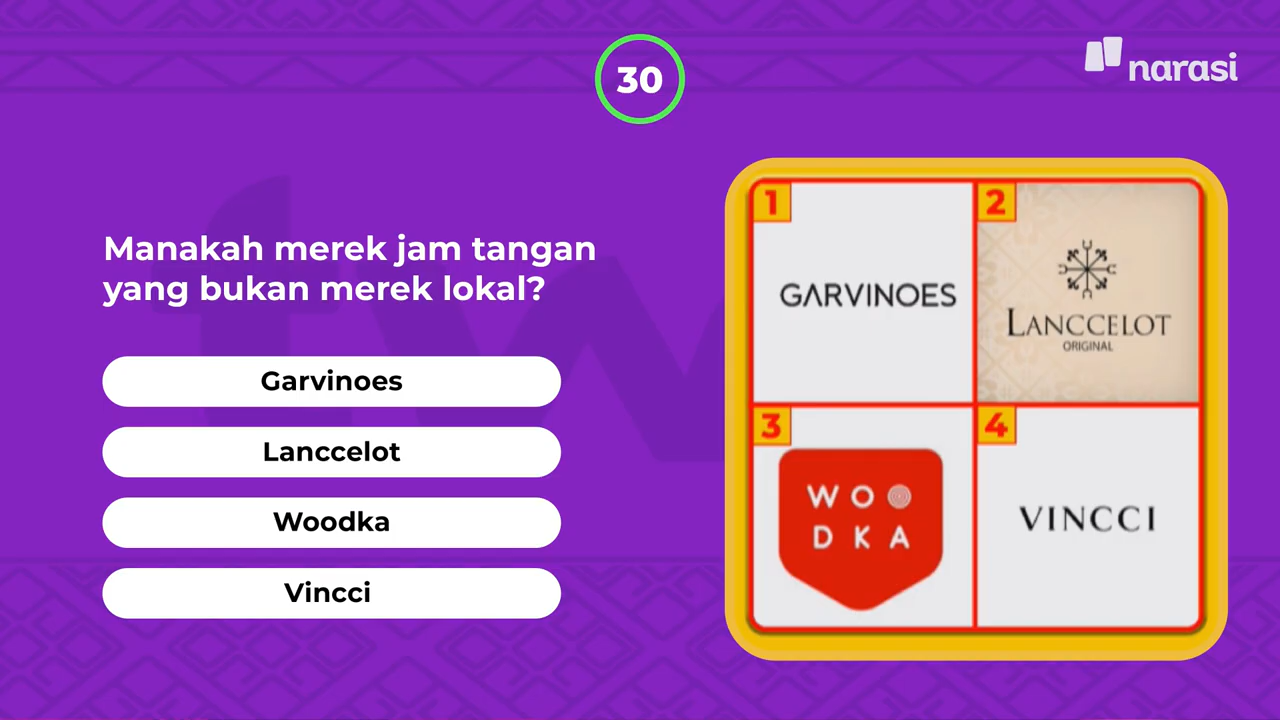 30
narasi
Manakah merek jam tangan
yang bukan merek lokal?
Garvinoes
Lanccelot
Woodka
Vincci
1
GARVINOES
2
LANCCELOT
ORIGINAL
3
WOO
DKA
4
VINCCI